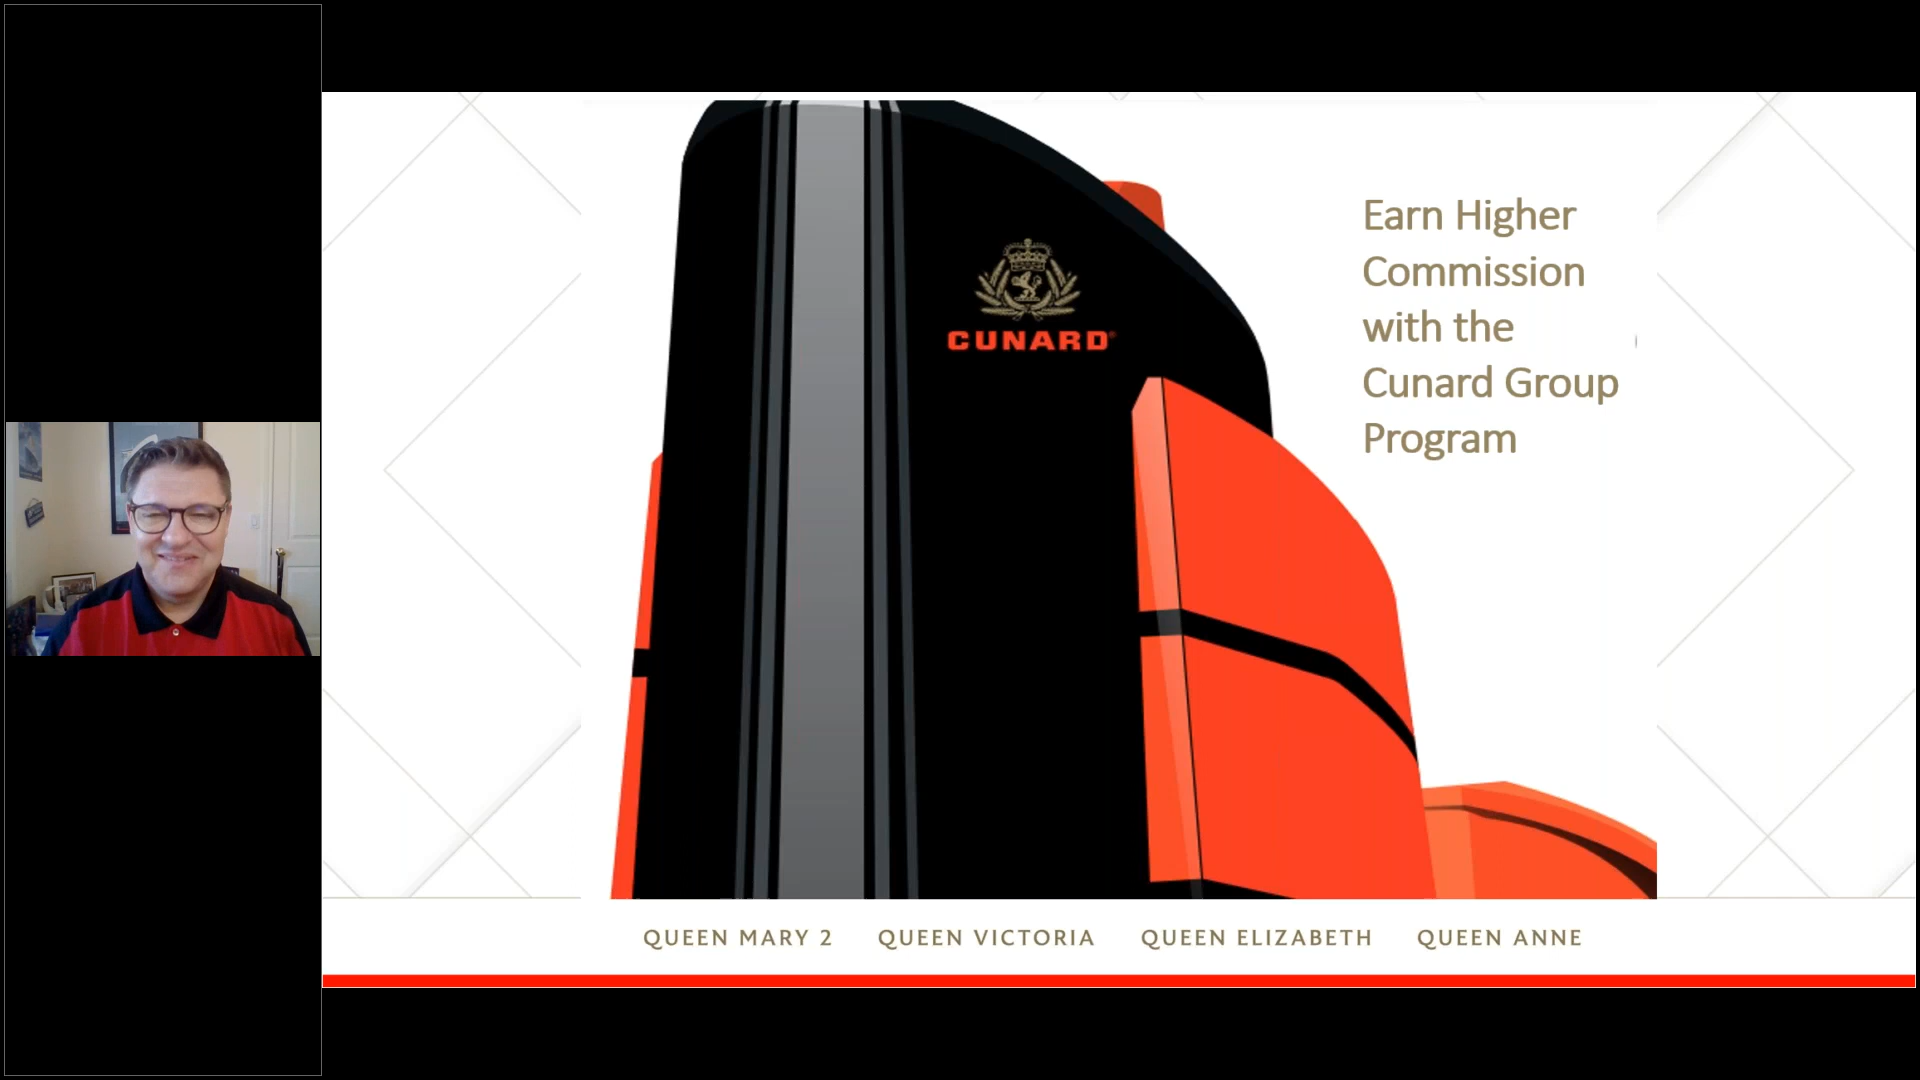 CUNARD
Earn Higher
Commission
with the
Cunard Group
Program
QUEEN MARY 2 QUEEN VICTORIA QUEEN ELIZABETH QUEEN ANNE